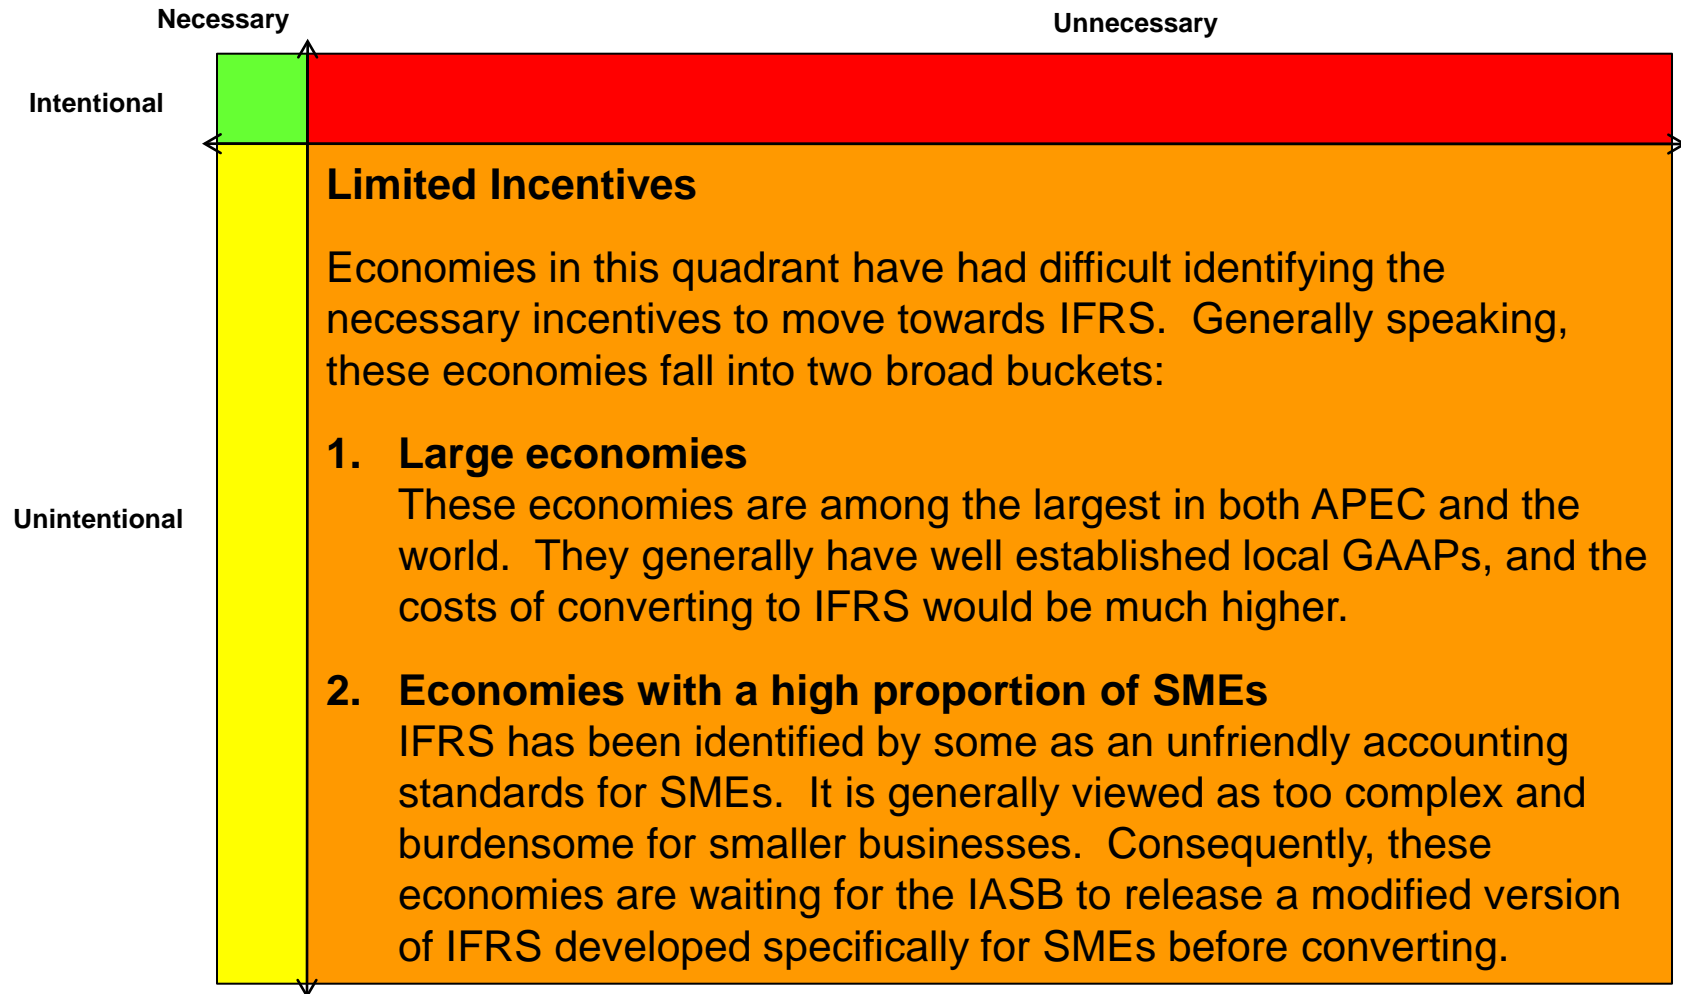 Necessary
Unnecessary
Intentional
Limited Incentives
Economies in this quadrant have had difficult identifying the
necessary incentives to move towards IFRS.  Generally speaking,
these economies fall into two broad buckets:
1. Large economies
These economies are among the largest in both APEC and the
world.  They generally have well established local GAAPs, and the
costs of converting to IFRS would be much higher.
Unintentional
2. Economies with a high proportion of SMEs
IFRS has been identified by some as an unfriendly accounting
standards for SMEs.  It is generally viewed as too complex and
burdensome for smaller businesses.  Consequently, these
economies are waiting for the IASB to release a modified version
of IFRS developed specifically for SMEs before converting.